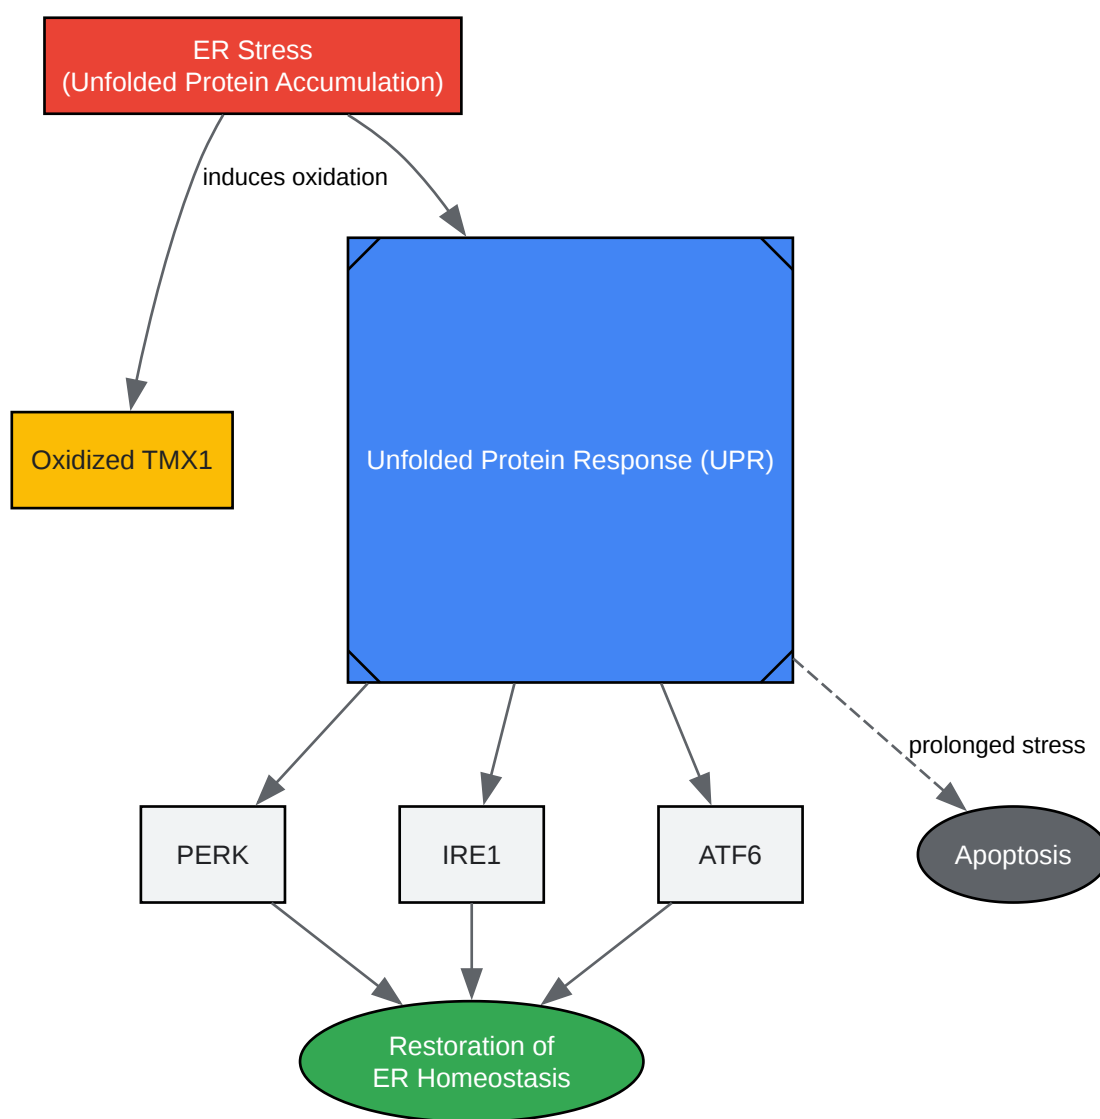 ER Stress
(Unfolded Protein Accumulation)
induces oxidation
Oxidized TMX1
Unfolded Protein Response (UPR)
prolonged stress
PERK
IRE1
ATF6
Apoptosis
Restoration of
ER Homeostasis